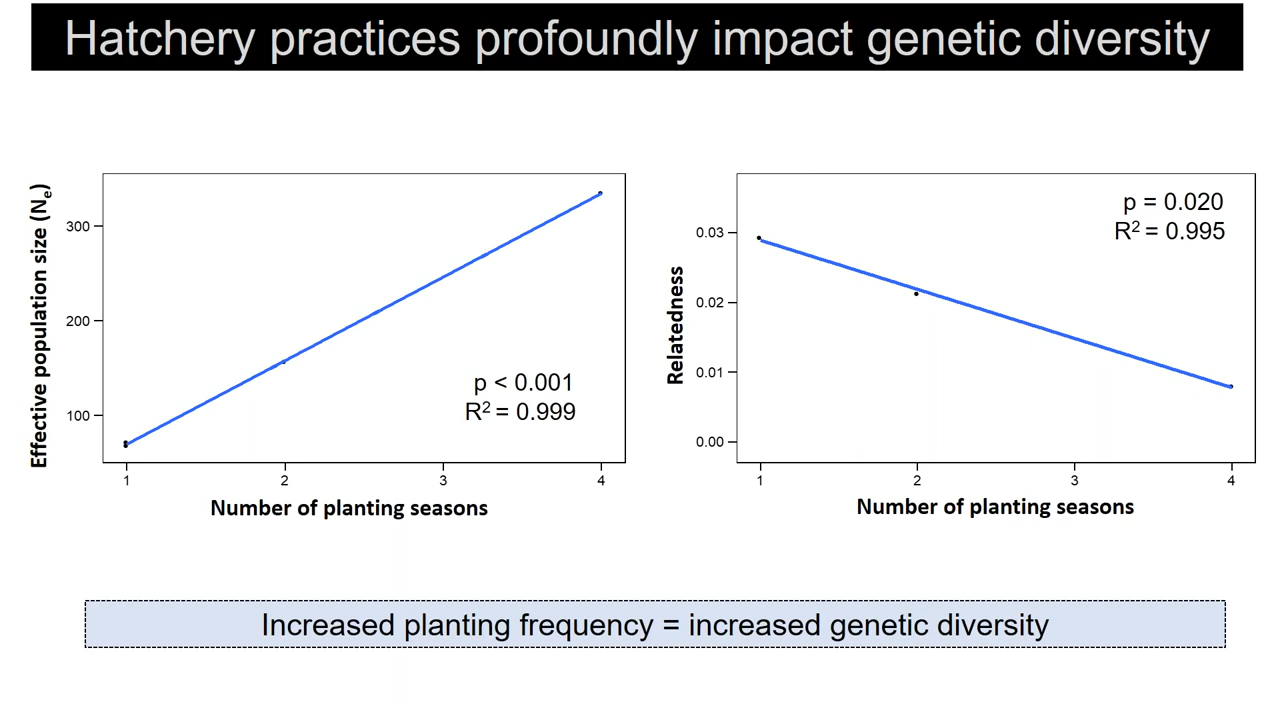 Hatchery practices profoundly impact genetic diversity
Effective population size (Ne)
300
200
100
p < 0.001
R² = 0.999
1 2 3 4
Number of planting seasons
Relatedness
0.03
0.02
0.01
0.00
p = 0.020
R² = 0.995
1 2 3 4
Number of planting seasons
Increased planting frequency = increased genetic diversity